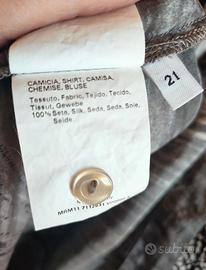 CAMICIA, SHIRT, CAMISA,
CHEMISE, BLUSE
Tessuto, Fabric, Tejido, Tecido,
Tissu, Gewebe
100% Seta, Silk, Seda, Seda, Soie,
Seide
21
subito